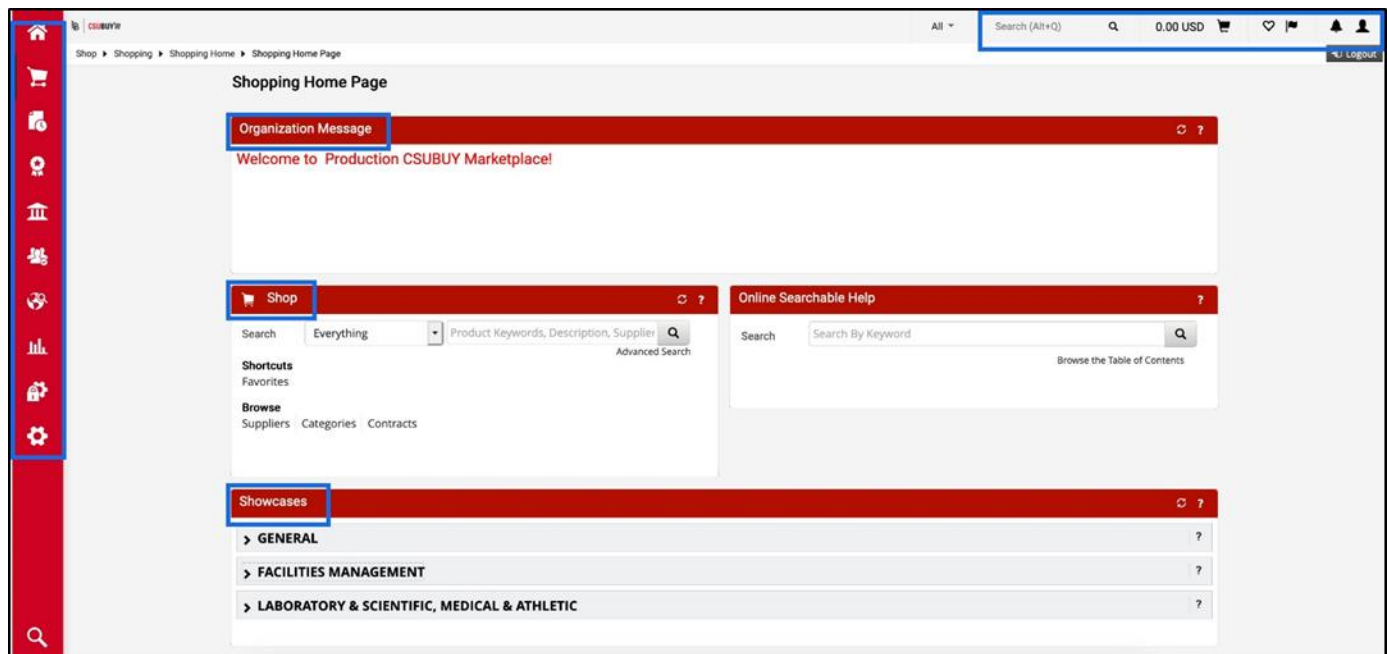 CSUBUY
All
Search (Alt+Q)
0.00 USD
Shop Shopping Shopping Home Shopping Home Page
Logout
Shopping Home Page
Organization Message
?
Welcome to Production CSUBUY Marketplace!
Shop
?
Search Everything Product Keywords, Description, Supplier
Advanced Search
Shortcuts
Favorites
Browse
Suppliers Categories Contracts
Online Searchable Help
?
Search Search By Keyword
Browse the Table of Contents
Showcases
?
GENERAL
?
FACILITIES MANAGEMENT
?
LABORATORY & SCIENTIFIC, MEDICAL & ATHLETIC
?